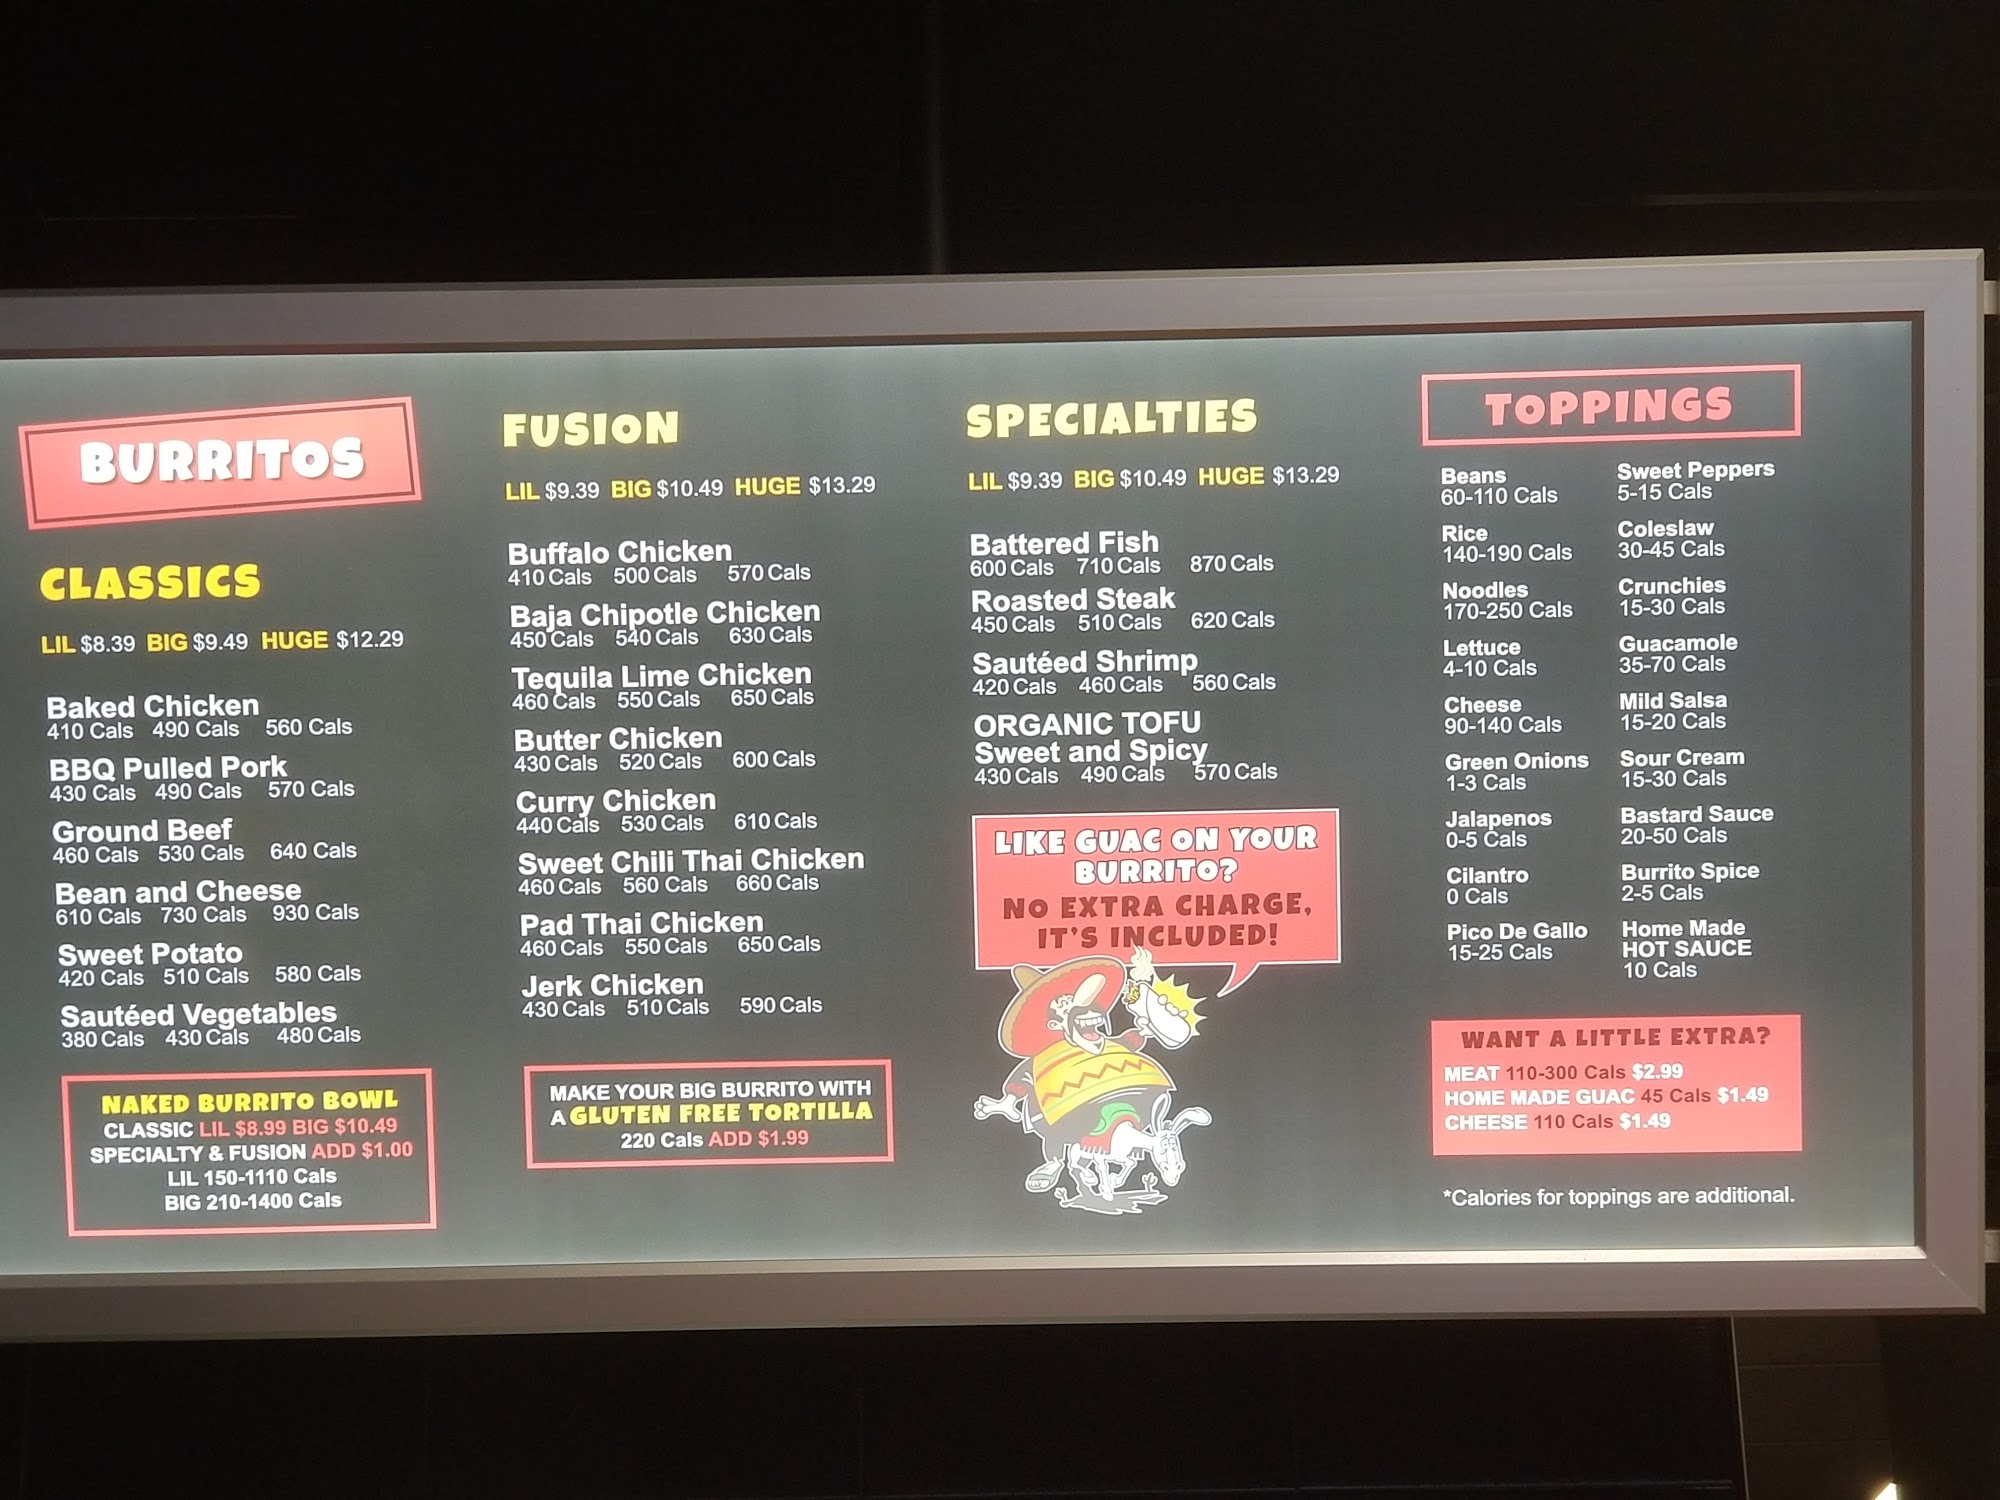 BURRITOS
CLASSICS
LIL $8.39 BIG $9.49 HUGE $12.29
Baked Chicken
410 Cals 490 Cals 560 Cals
BBQ Pulled Pork
430 Cals 490 Cals 570 Cals
Ground Beef
460 Cals 530 Cals 640 Cals
Bean and Cheese
610 Cals 730 Cals 930 Cals
Sweet Potato
420 Cals 510 Cals 580 Cals
Sautéed Vegetables
380 Cals 430 Cals 480 Cals
NAKED BURRITO BOWL
CLASSIC LIL $8.99 BIG $10.49
SPECIALTY & FUSION ADD $1.00
LIL 150-1110 Cals
BIG 210-1400 Cals
FUSION
LIL $9.39 BIG $10.49 HUGE $13.29
Buffalo Chicken
410 Cals 500 Cals 570 Cals
Baja Chipotle Chicken
450 Cals 540 Cals 630 Cals
Tequila Lime Chicken
460 Cals 550 Cals 650 Cals
Butter Chicken
430 Cals 520 Cals 600 Cals
Curry Chicken
440 Cals 530 Cals 610 Cals
Sweet Chili Thai Chicken
460 Cals 560 Cals 660 Cals
Pad Thai Chicken
460 Cals 550 Cals 650 Cals
Jerk Chicken
430 Cals 510 Cals 590 Cals
MAKE YOUR BIG BURRITO WITH
A GLUTEN FREE TORTILLA
220 Cals ADD $1.99
SPECIALTIES
LIL $9.39 BIG $10.49 HUGE $13.29
Battered Fish
600 Cals 710 Cals 870 Cals
Roasted Steak
450 Cals 510 Cals 620 Cals
Sautéed Shrimp
420 Cals 460 Cals 560 Cals
ORGANIC TOFU
Sweet and Spicy
430 Cals 490 Cals 570 Cals
LIKE GUAC ON YOUR
BURRITO?
NO EXTRA CHARGE,
IT'S INCLUDED!
TOPPINGS
Beans
60-110 Cals
Rice
140-190 Cals
Noodles
170-250 Cals
Lettuce
4-10 Cals
Cheese
90-140 Cals
Green Onions
1-3 Cals
Jalapenos
0-5 Cals
Cilantro
0 Cals
Pico De Gallo
15-25 Cals
Sweet Peppers
5-15 Cals
Coleslaw
30-45 Cals
Crunchies
15-30 Cals
Guacamole
35-70 Cals
Mild Salsa
15-20 Cals
Sour Cream
15-30 Cals
Bastard Sauce
20-50 Cals
Burrito Spice
2-5 Cals
Home Made
HOT SAUCE
10 Cals
WANT A LITTLE EXTRA?
MEAT 110-300 Cals $2.99
HOME MADE GUAC 45 Cals $1.49
CHEESE 110 Cals $1.49
*Calories for toppings are additional.